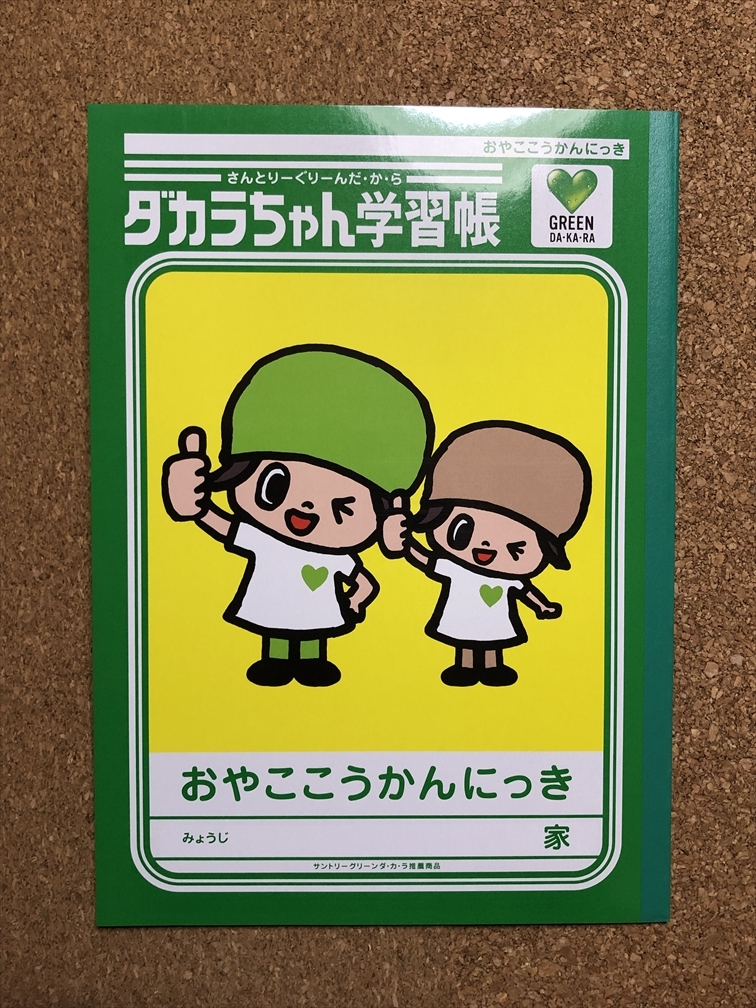 おやここうかんにっき
さんとりーぐりーんだ・か・ら
ダカラちゃん学習帳
GREEN
DA・KA・RA
おやここうかんにっき
みょうじ 家
サントリーグリーンダ・カ・ラ推薦商品